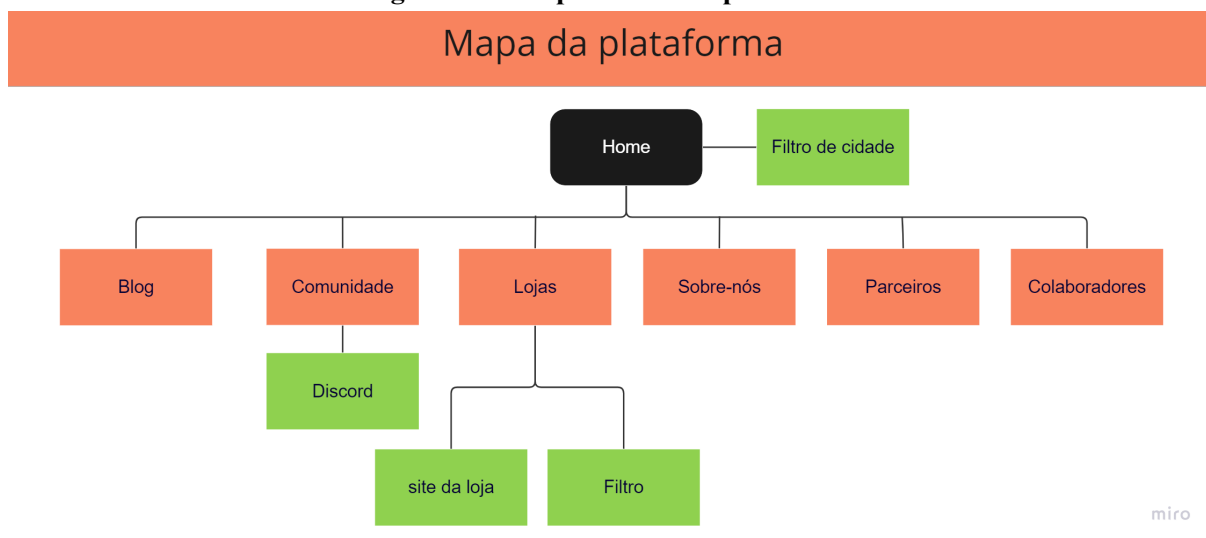 Mapa da plataforma
Home
Filtro de cidade
Blog
Comunidade
Lojas
Sobre-nós
Parceiros
Colaboradores
Discord
site da loja
Filtro
miro